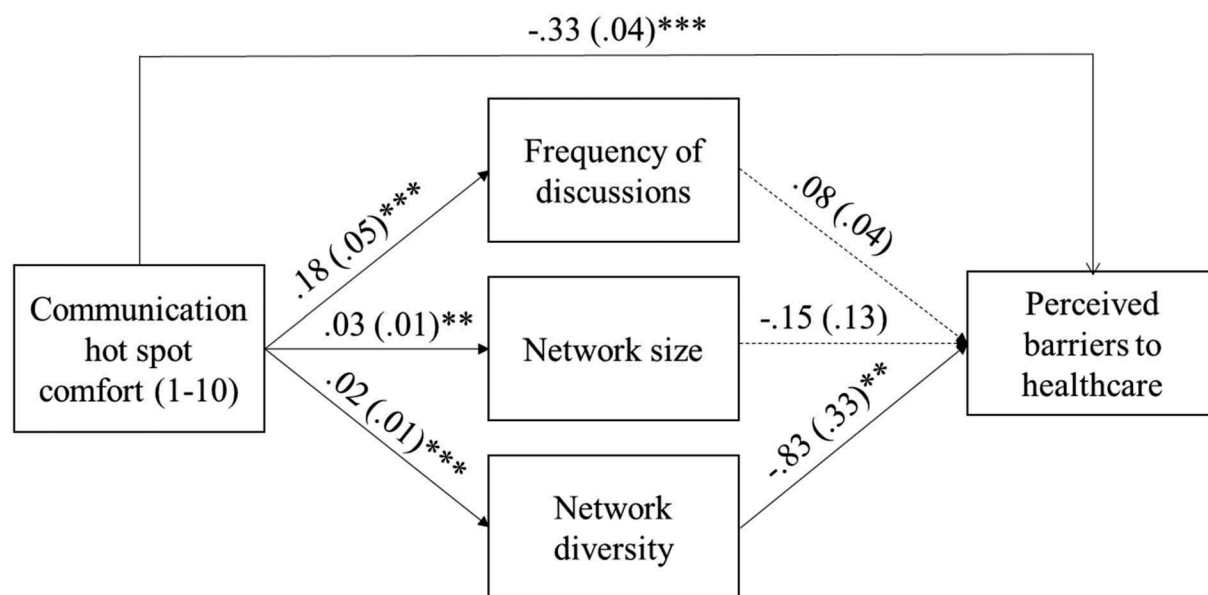 -.33 (.04)***
Frequency of
discussions
.18 (.05)***
.08 (.04)
Communication
hot spot
comfort (1-10)
.03 (.01)**
Network size
-.15 (.13)
Perceived
barriers to
healthcare
.02 (.01)***
-.83 (.33)**
Network
diversity